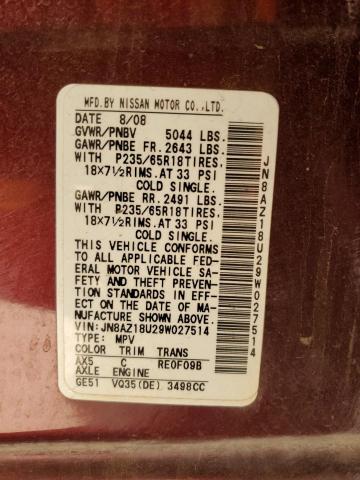 MFD.BY NISSAN MOTOR CO.,LTD.
DATE 8/08
GVWR/PNBV 5044 LBS.
GAWR/PNBE FR. 2643 LBS.
WITH P235/65R18TIRES,
18X7½RIMS.AT 33 PSI
COLD SINGLE.
GAWR/PNBE RR. 2491 LBS.
WITH P235/65R18TIRES,
18X7½RIMS.AT 33 PSI
COLD SINGLE.
THIS VEHICLE CONFORMS
TO ALL APPLICABLE FED-
ERAL MOTOR VEHICLE SA-
FETY AND THEFT PREVEN-
TION STANDARDS IN EFF-
ECT ON THE DATE OF MA-
NUFACTURE SHOWN ABOVE.
VIN:JN8AZ18U29W027514
TYPE: MPV
COLOR TRIM TRANS
AX5 C RE0F09B
AXLE ENGINE
GE51 VQ35(DE) 3498CC
JN8AZ18U29W027514